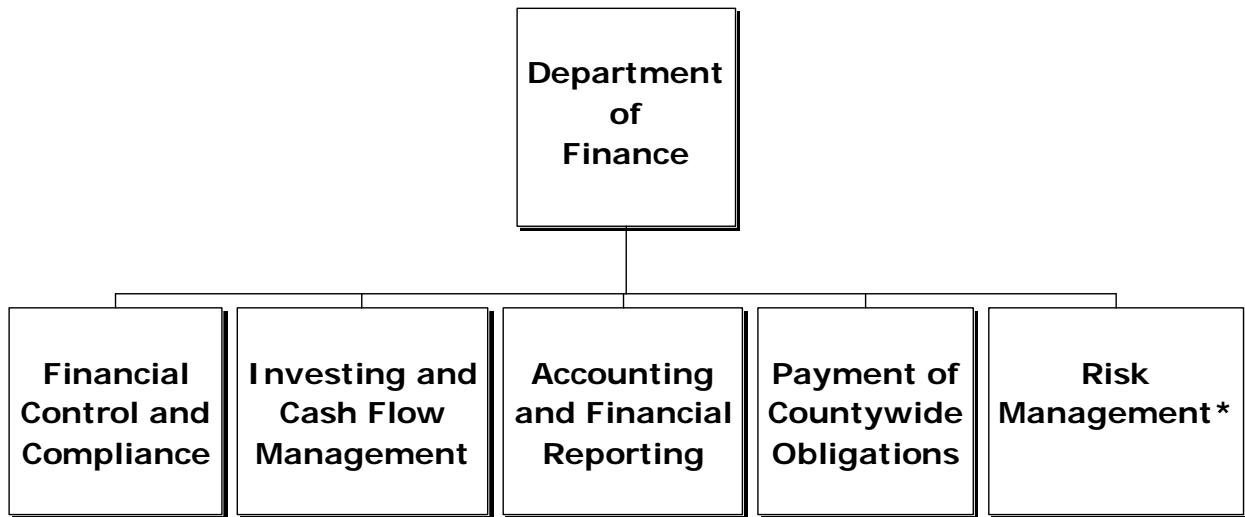 Department
of
Finance
Financial
Control and
Compliance
Investing and
Cash Flow
Management
Accounting
and Financial
Reporting
Payment of
Countywide
Obligations
Risk
Management*